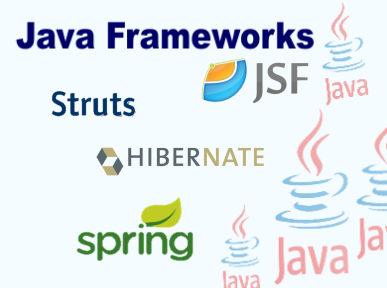 Java Frameworks
JSF
Java
Struts
HIBERNATE
spring
Java
Java
Java